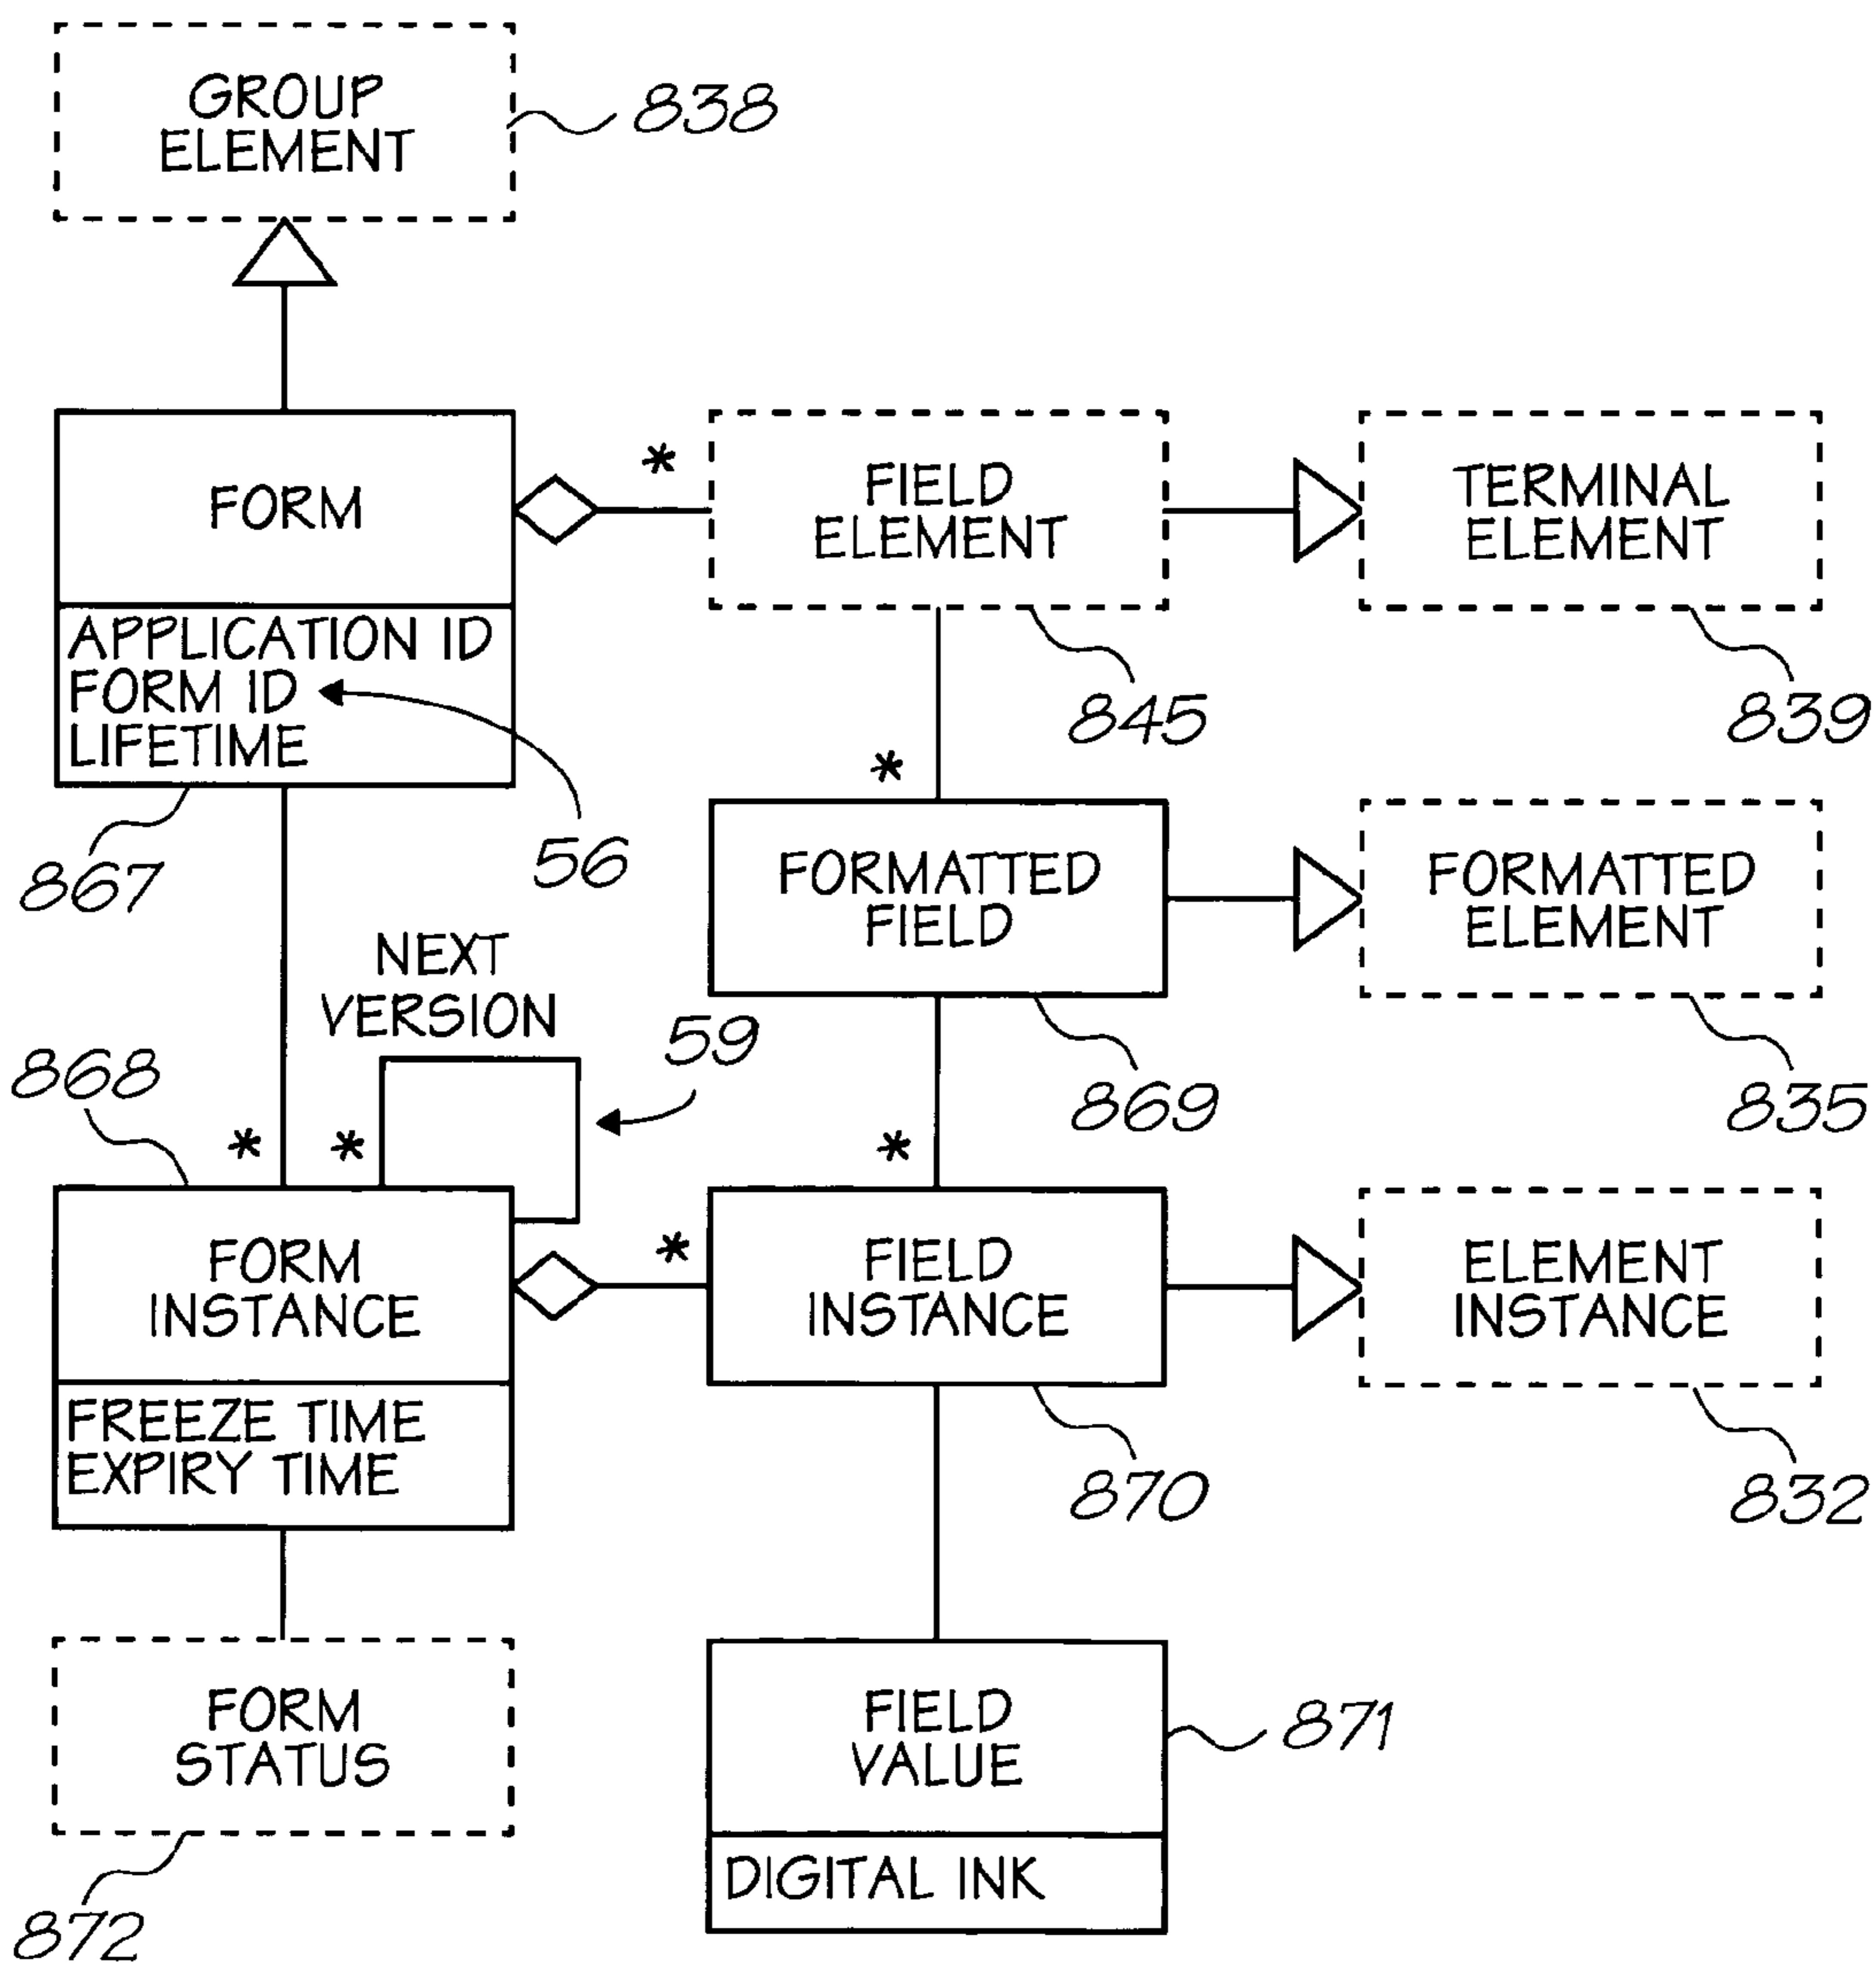 GROUP
ELEMENT
838
FORM
APPLICATION ID
FORM ID
LIFETIME
867
56
*
FIELD
ELEMENT
845
TERMINAL
ELEMENT
839
*
FORMATTED
FIELD
869
FORMATTED
ELEMENT
835
NEXT
VERSION
59
868
*
*
FORM
INSTANCE
FREEZE TIME
EXPIRY TIME
*
*
FIELD
INSTANCE
870
ELEMENT
INSTANCE
832
FORM
STATUS
872
FIELD
VALUE
DIGITAL INK
871